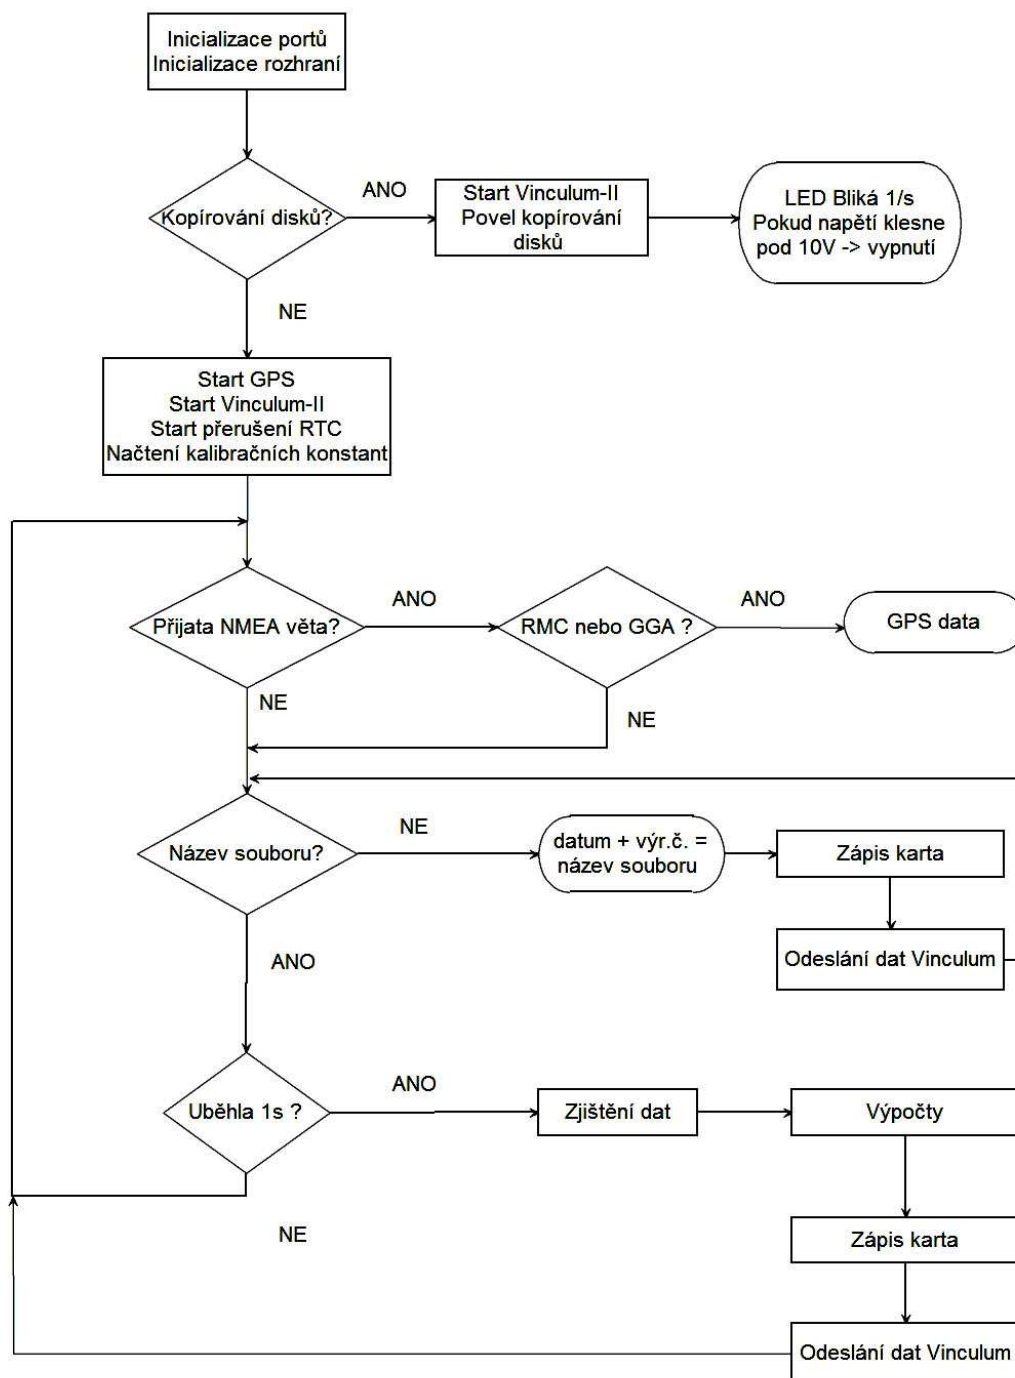 Inicializace portů
Inicializace rozhraní
Kopírování disků?
ANO
Start Vinculum-II
Povel kopírování
disků
LED Bliká 1/s
Pokud napětí klesne
pod 10V -> vypnutí
NE
Start GPS
Start Vinculum-II
Start přerušení RTC
Načtení kalibračních konstant
Přijata NMEA věta?
ANO
RMC nebo GGA ?
ANO
GPS data
NE
NE
Název souboru?
NE
datum + výr.č. =
název souboru
Zápis karta
Odeslání dat Vinculum
ANO
Uběhla 1s ?
ANO
Zjištění dat
Výpočty
NE
Zápis karta
Odeslání dat Vinculum